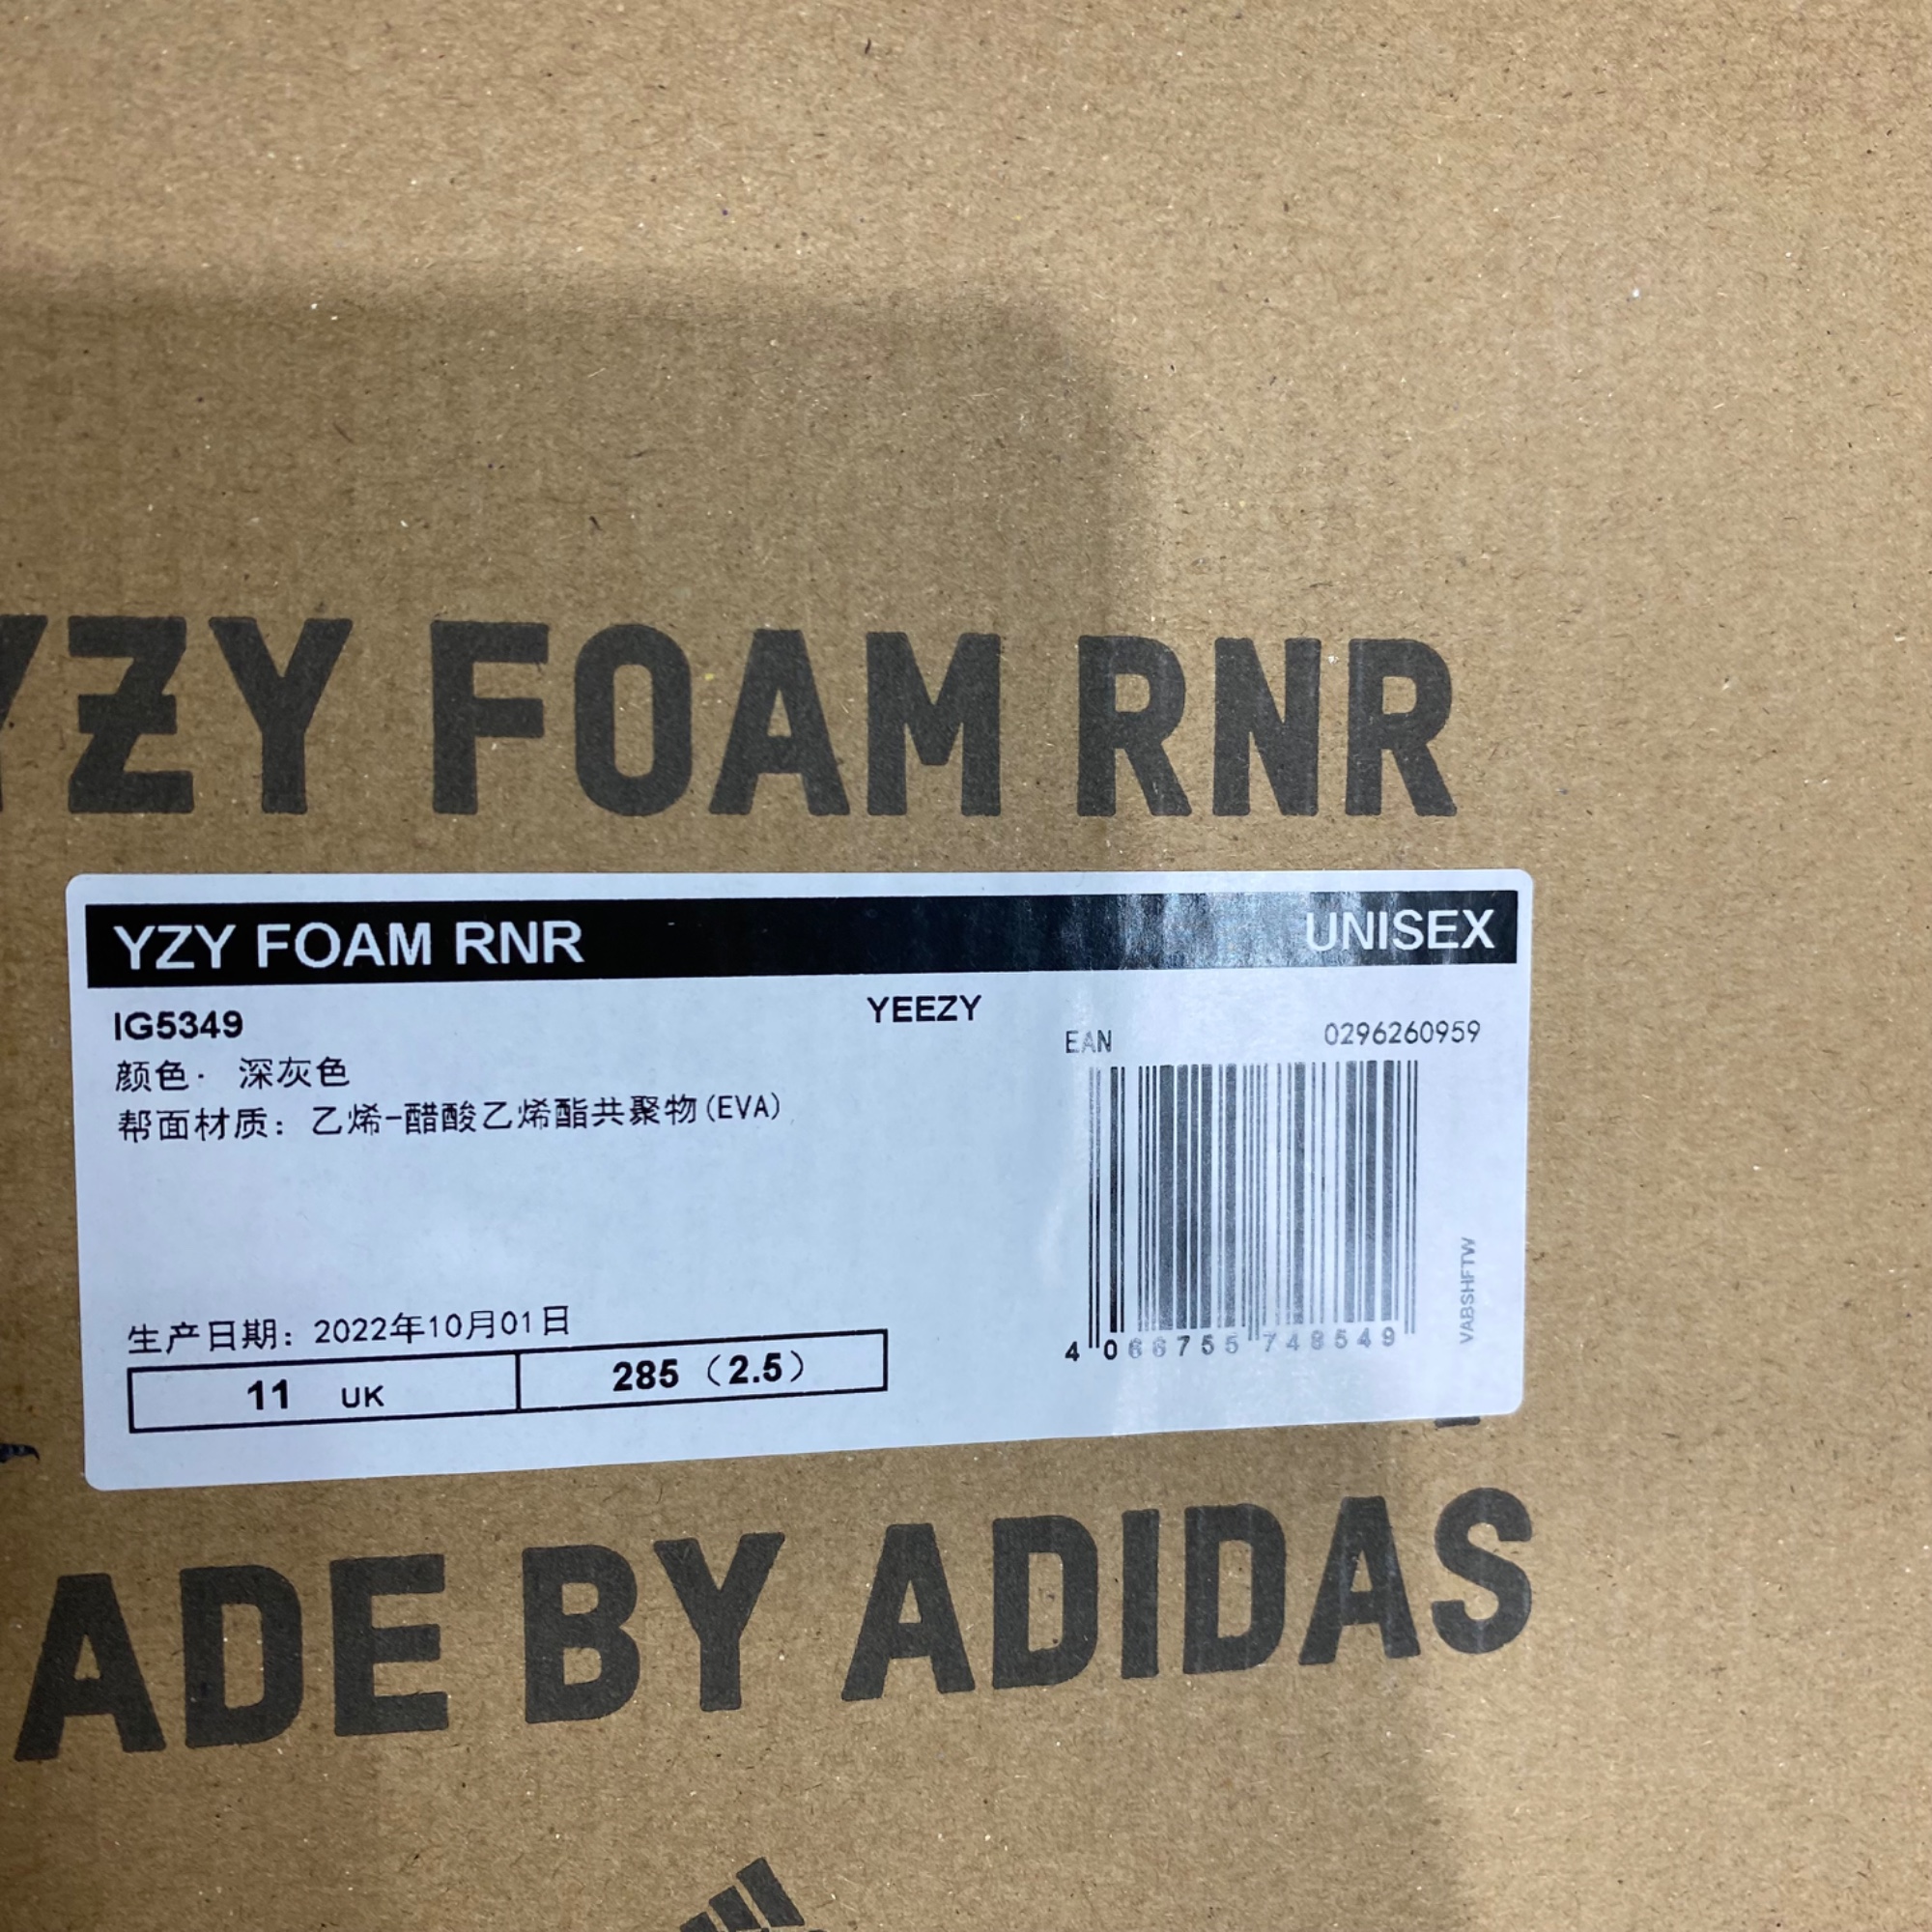 YZY FOAM RNR
YZY FOAM RNR UNISEX
IG5349 YEEZY
EAN 0296260959
颜色· 深灰色
帮面材质: 乙烯-醋酸乙烯酯共聚物(EVA)
VABSHFTW
生产日期: 2022年10月01日
4 066755 748549
11 UK 285 (2.5)
ADE BY ADIDAS